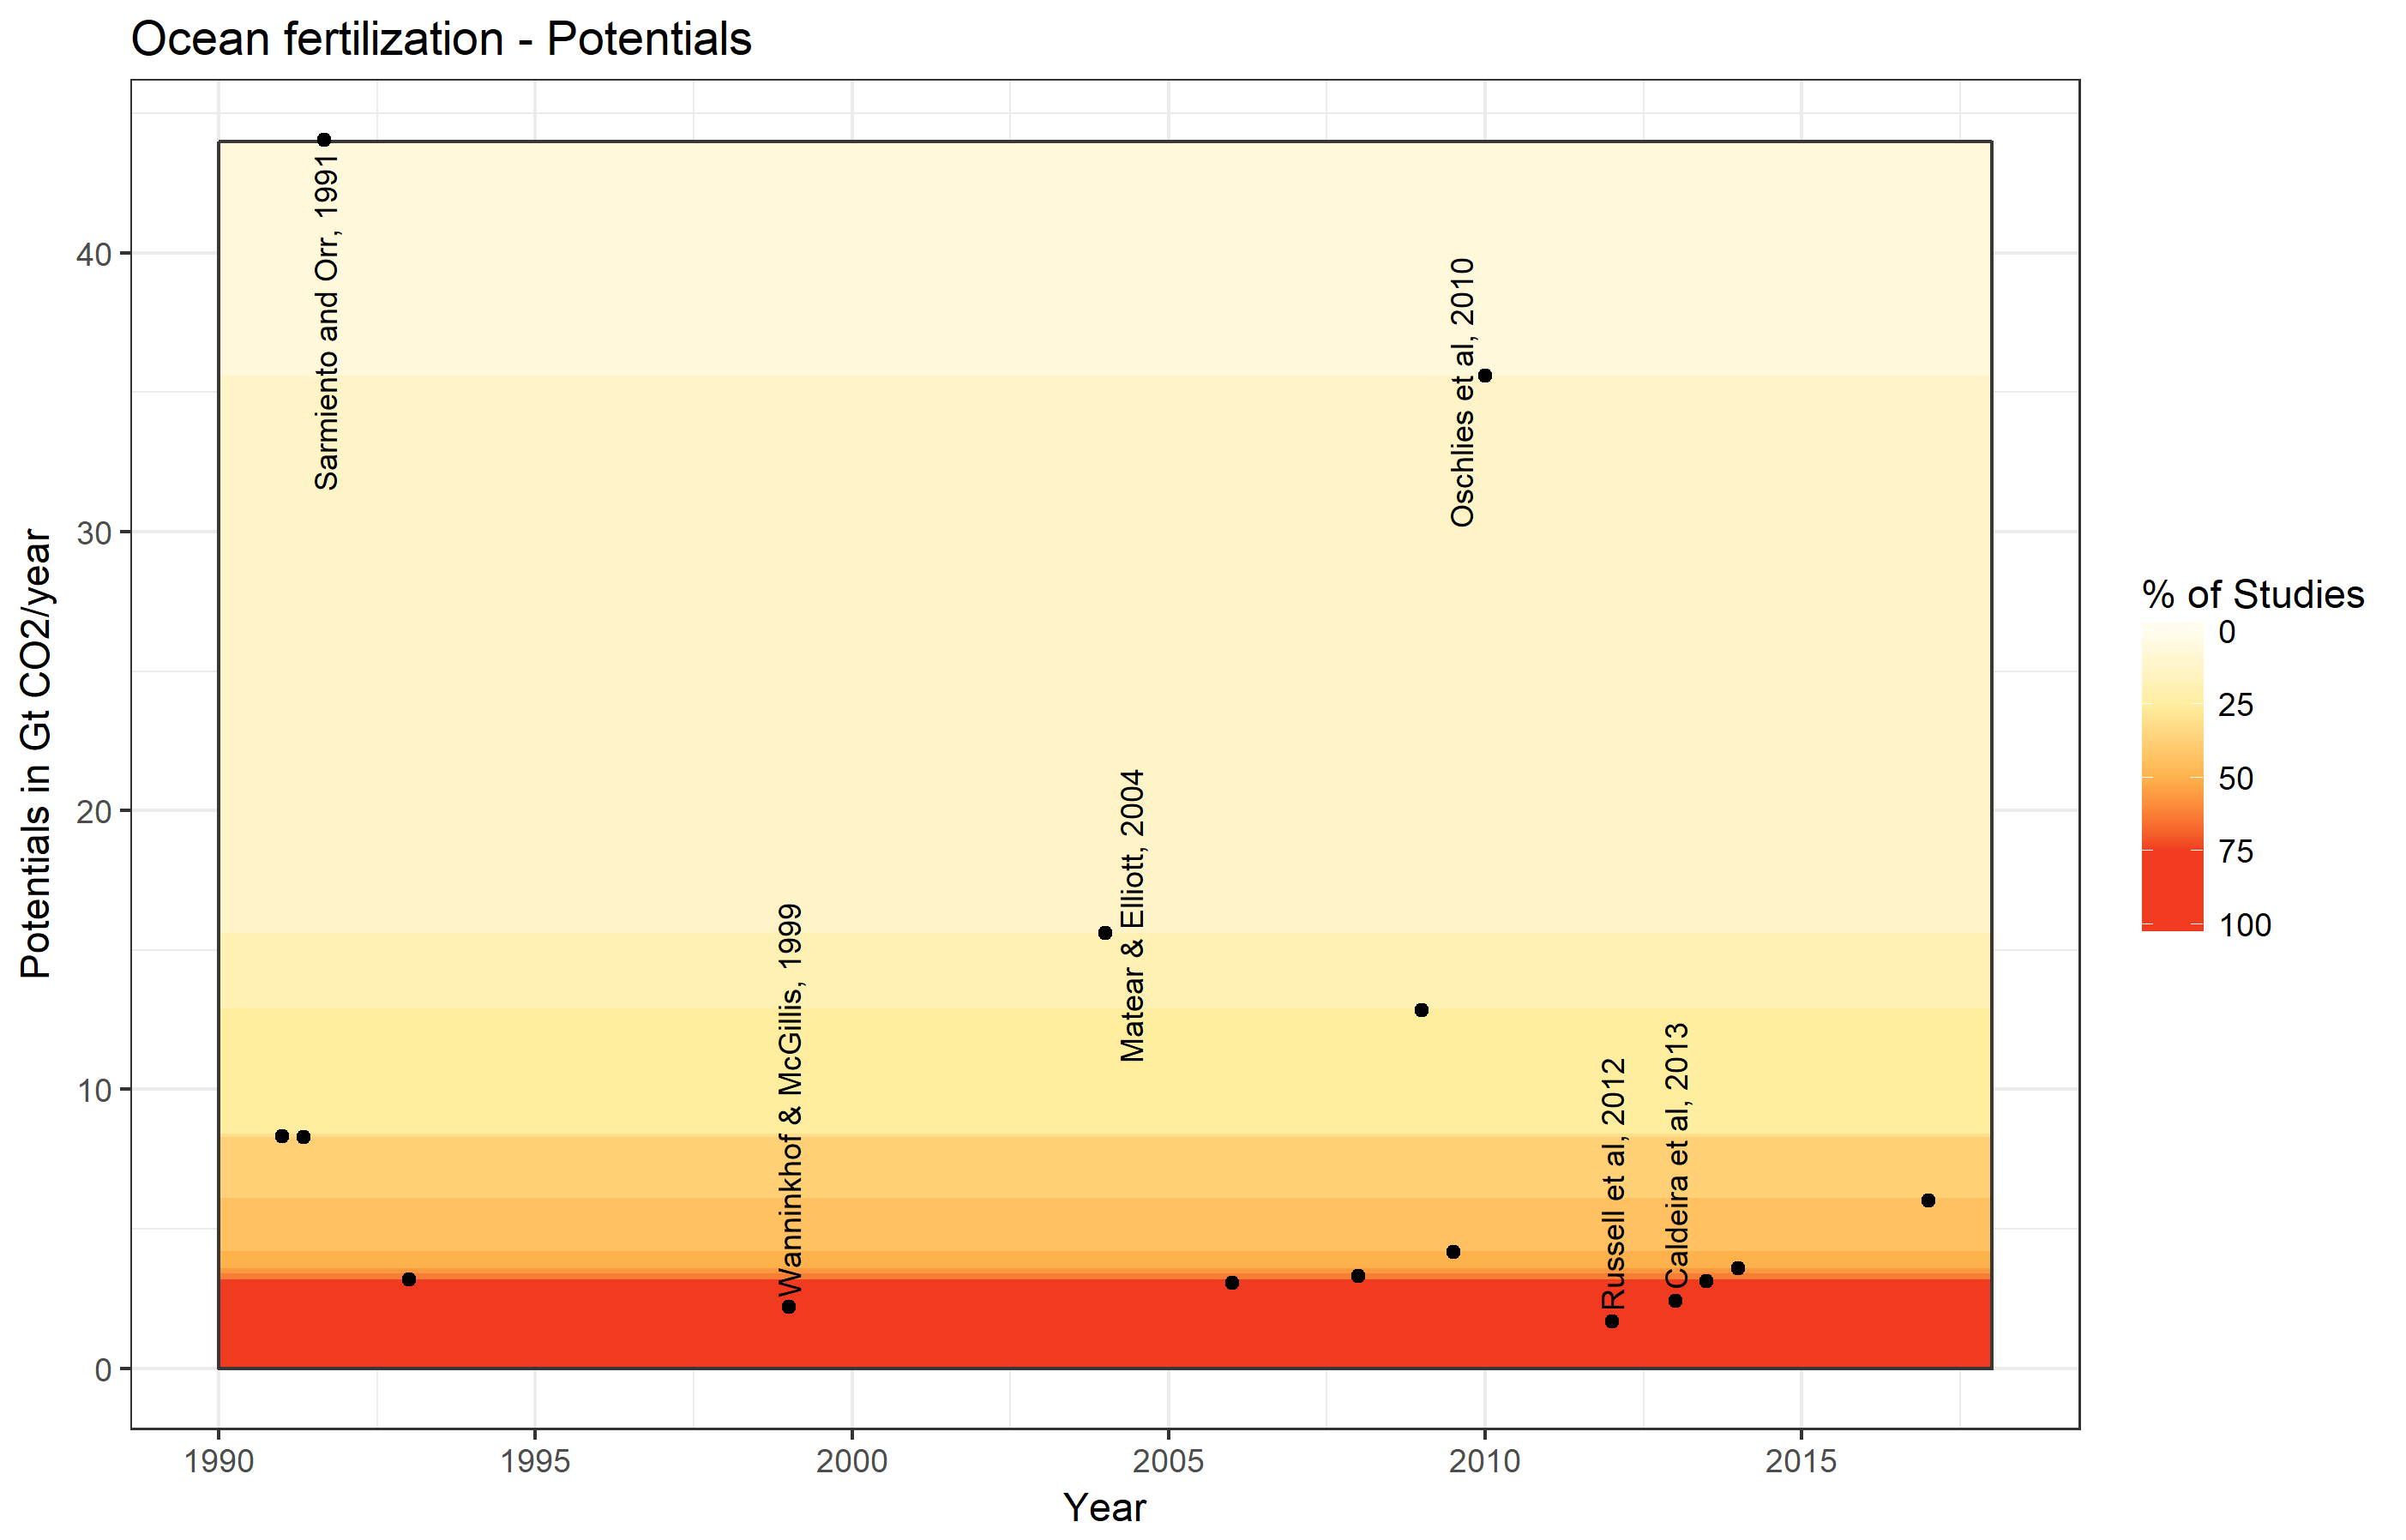 Ocean fertilization - Potentials
Potentials in Gt CO2/year
40
30
20
10
0
Sarmiento and Orr, 1991
Wanninkhof & McGillis, 1999
Matear & Elliott, 2004
Oschlies et al, 2010
Russell et al, 2012
Caldeira et al, 2013
1990
1995
2000
2005
2010
2015
Year
% of Studies
0
25
50
75
100